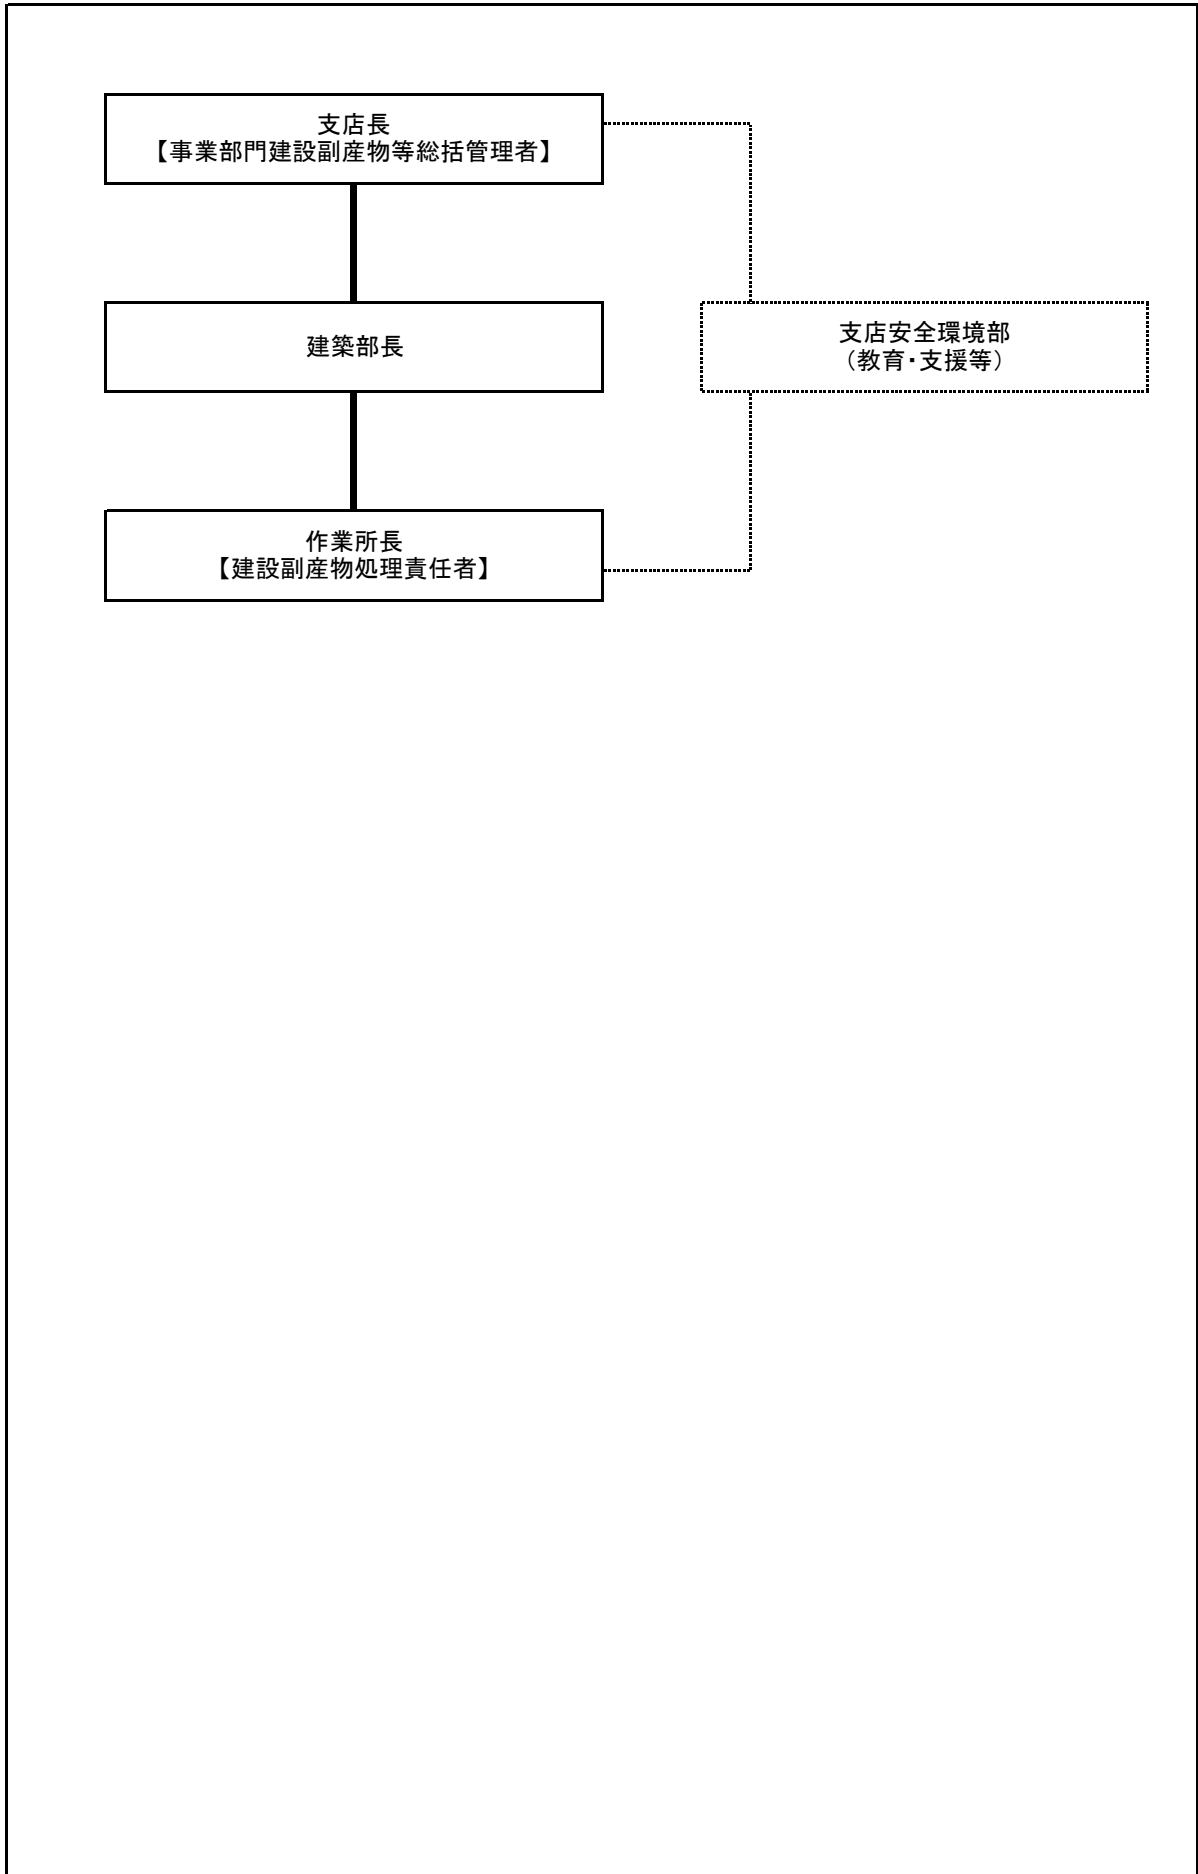 支店長
【事業部門建設副産物等総括管理者】
建築部長
支店安全環境部
（教育・支援等）
作業所長
【建設副産物処理責任者】